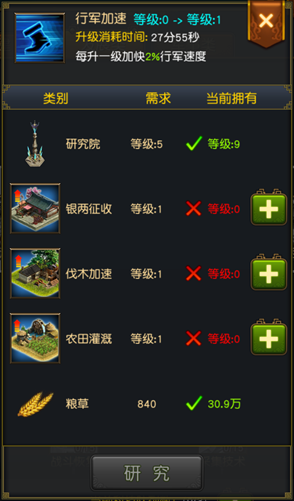 行军加速 等级:0 -> 等级:1
升级消耗时间: 27分55秒
每升一级加快2%行军速度
类别 需求 当前拥有
研究院 等级:5 等级:9
银两征收 等级:1 等级:0
伐木加速 等级:1 等级:0
农田灌溉 等级:1 等级:0
粮草 840 30.9万
研 究